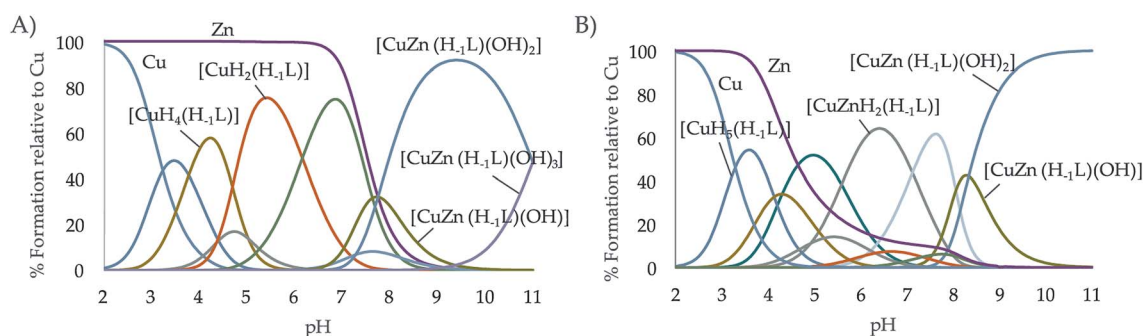 A)
% Formation relative to Cu
100
80
60
40
20
0
2 3 4 5 6 7 8 9 10 11
pH
Cu
Zn
[CuH₄(H₋₁L)]
[CuH₂(H₋₁L)]
[CuZn (H₋₁L)(OH)₂]
[CuZn (H₋₁L)(OH)₃]
[CuZn (H₋₁L)(OH)]
B)
% Formation relative to Cu
100
80
60
40
20
0
2 3 4 5 6 7 8 9 10 11
pH
Cu
Zn
[CuH₅(H₋₁L)]
[CuZnH₂(H₋₁L)]
[CuZn (H₋₁L)(OH)₂]
[CuZn (H₋₁L)(OH)]